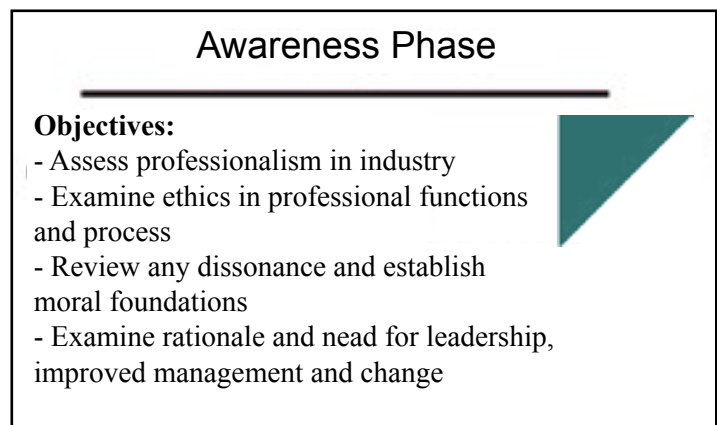 Awareness Phase
Objectives:
- Assess professionalism in industry
- Examine ethics in professional functions
and process
- Review any dissonance and establish
moral foundations
- Examine rationale and nead for leadership,
improved management and change